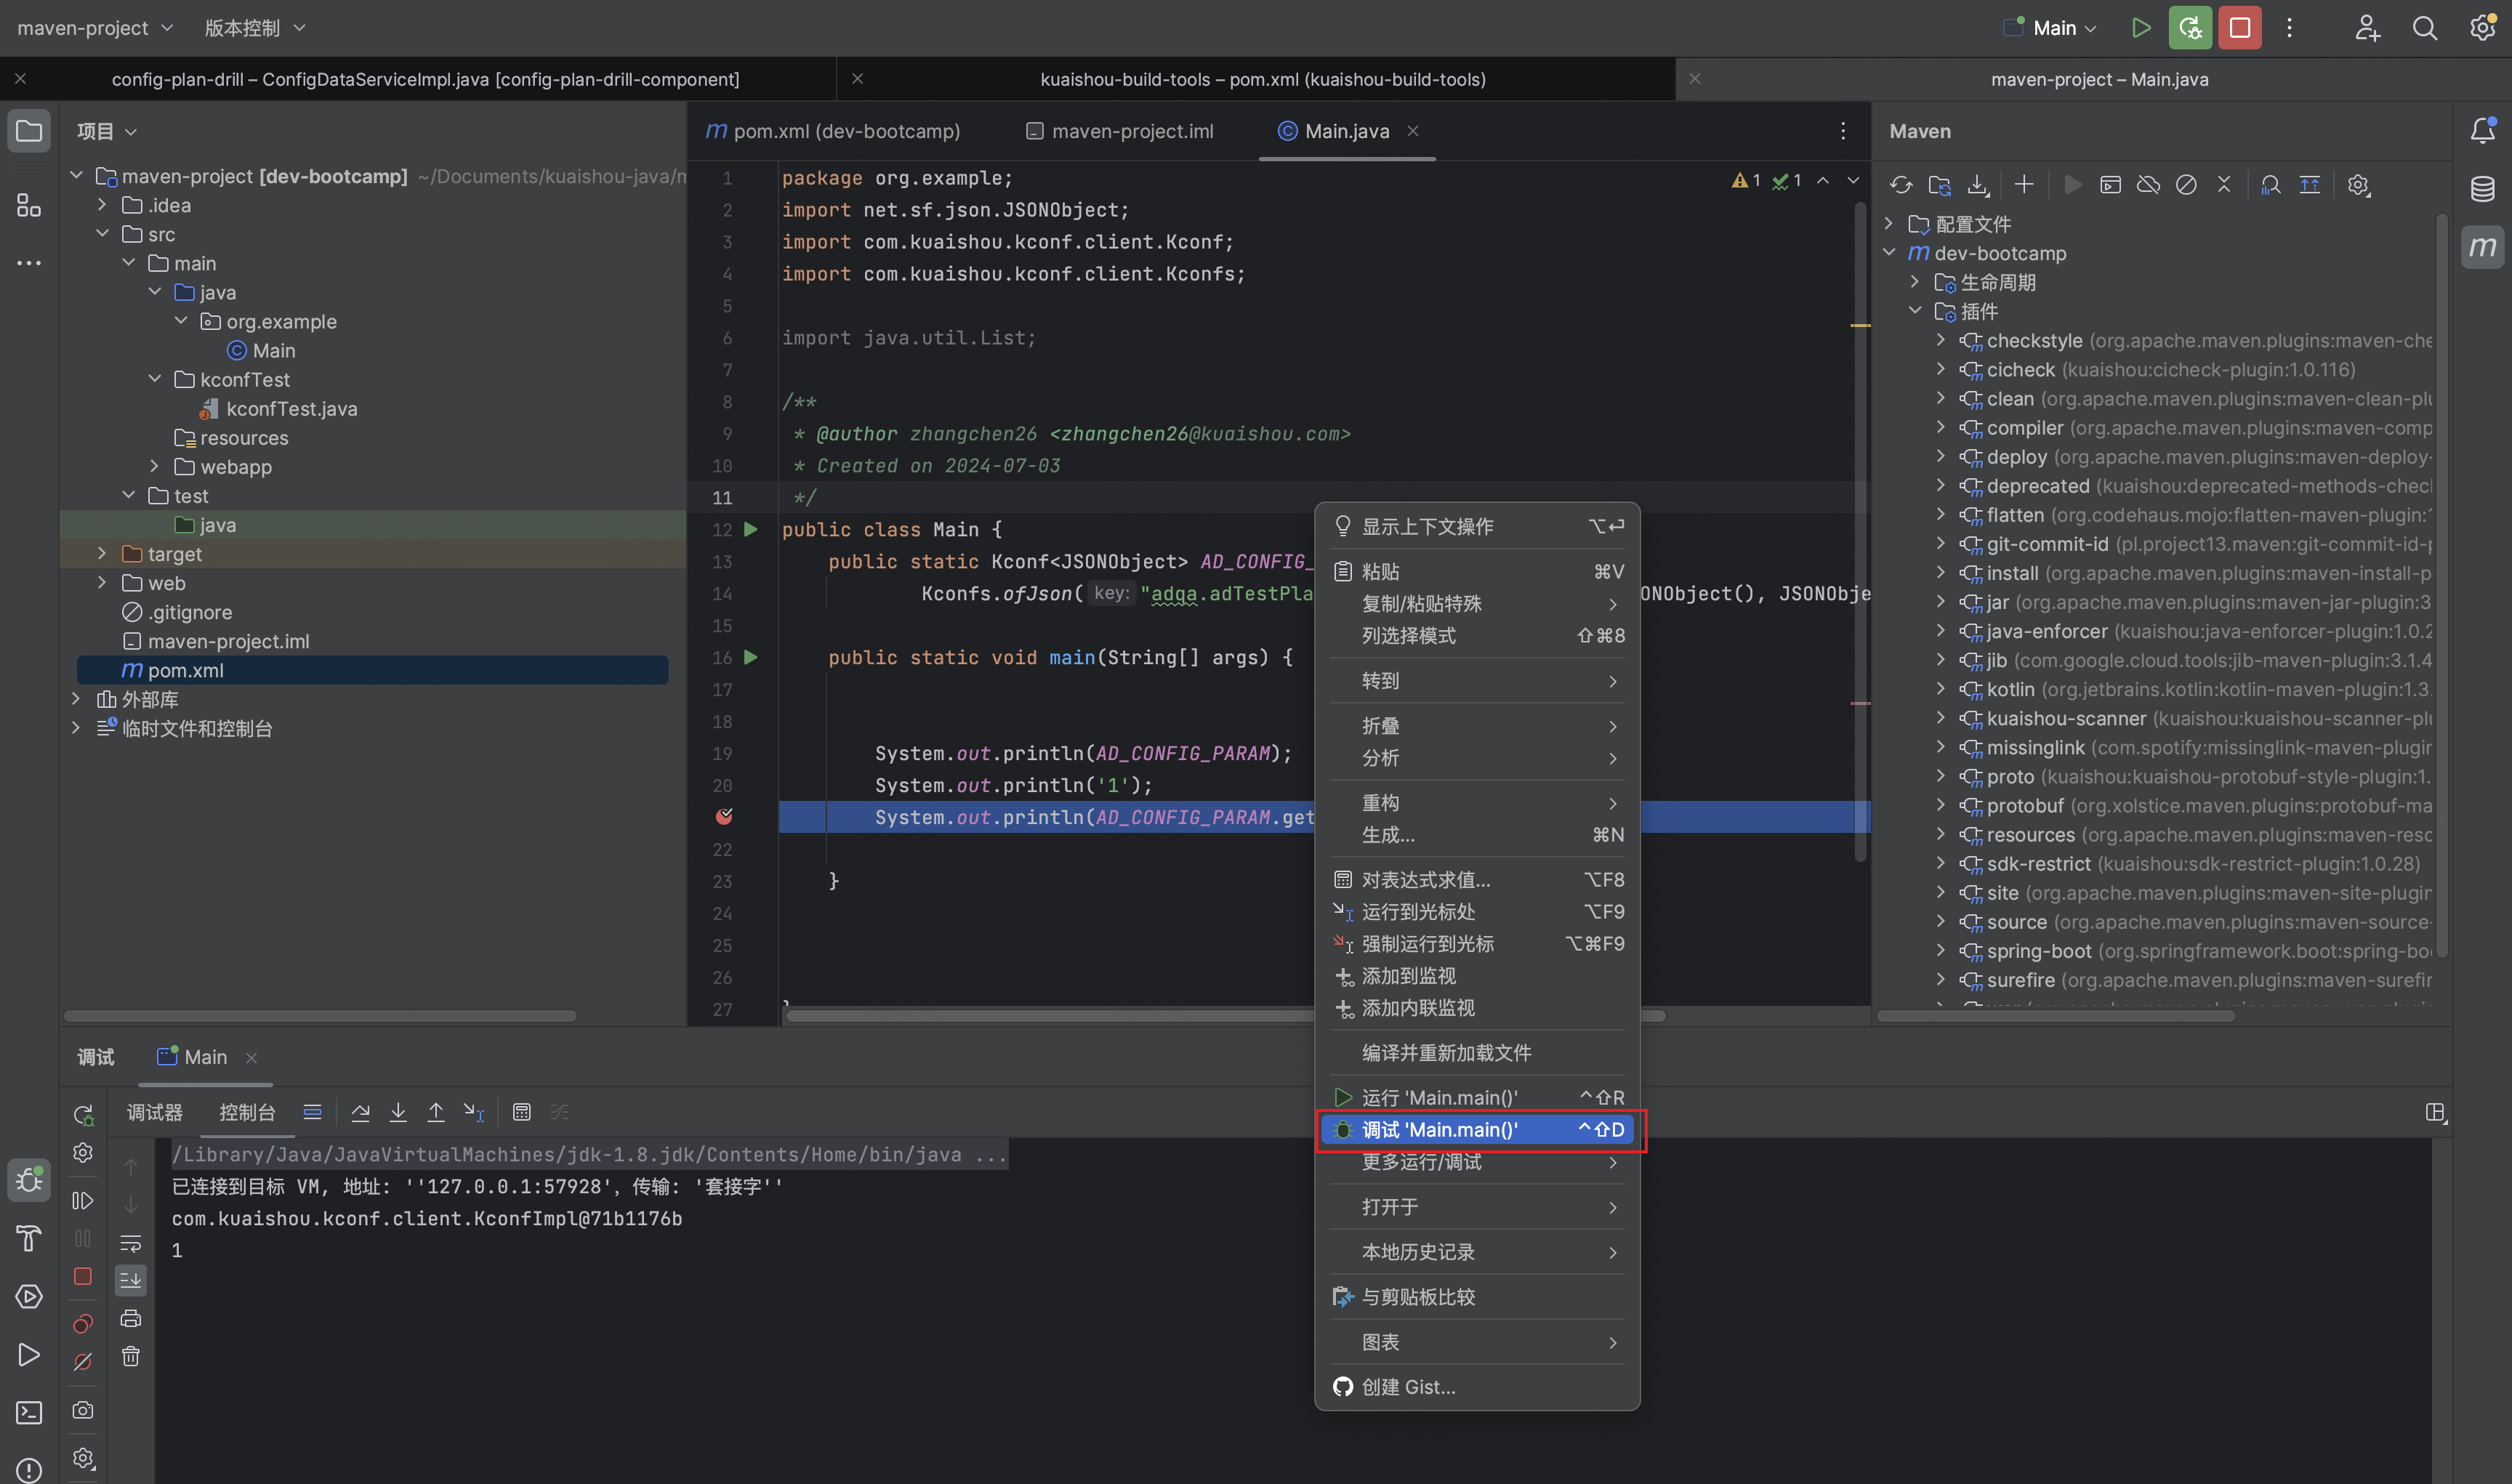 maven-project
版本控制
Main
config-plan-drill – ConfigDataServiceImpl.java [config-plan-drill-component]
kuaishou-build-tools – pom.xml (kuaishou-build-tools)
maven-project – Main.java
项目
maven-project [dev-bootcamp] ~/Documents/kuaishou-java/m
.idea
src
main
java
org.example
Main
kconfTest
kconfTest.java
resources
webapp
test
java
target
web
.gitignore
maven-project.iml
pom.xml
外部库
临时文件和控制台
pom.xml (dev-bootcamp)
maven-project.iml
Main.java
1 package org.example;
2 import net.sf.json.JSONObject;
3 import com.kuaishou.kconf.client.Kconf;
4 import com.kuaishou.kconf.client.Kconfs;
5
6 import java.util.List;
7
8 /**
9 * @author zhangchen26 <zhangchen26@kuaishou.com>
10 * Created on 2024-07-03
11 */
12 public class Main {
13 public static Kconf<JSONObject> AD_CONFIG_
14 Kconfs.ofJson( key: "adqa.adTestPla ONObject(), JSONObje
15
16 public static void main(String[] args) {
17
18
19 System.out.println(AD_CONFIG_PARAM);
20 System.out.println('1');
System.out.println(AD_CONFIG_PARAM.get
22
23 }
24
25
26
27
1 1
显示上下文操作 ⌥⏎
粘贴 ⌘V
复制/粘贴特殊
列选择模式 ⇧⌘8
转到
折叠
分析
重构
生成... ⌘N
对表达式求值... ⌥F8
运行到光标处 ⌥F9
强制运行到光标 ⌥⌘F9
添加到监视
添加内联监视
编译并重新加载文件
运行 'Main.main()' ^⇧R
调试 'Main.main()' ^⇧D
更多运行/调试
打开于
本地历史记录
与剪贴板比较
图表
创建 Gist...
Maven
配置文件
dev-bootcamp
生命周期
插件
checkstyle (org.apache.maven.plugins:maven-che
cicheck (kuaishou:cicheck-plugin:1.0.116)
clean (org.apache.maven.plugins:maven-clean-plu
compiler (org.apache.maven.plugins:maven-comp
deploy (org.apache.maven.plugins:maven-deploy-
deprecated (kuaishou:deprecated-methods-chec
flatten (org.codehaus.mojo:flatten-maven-plugin:
git-commit-id (pl.project13.maven:git-commit-id-p
install (org.apache.maven.plugins:maven-install-p
jar (org.apache.maven.plugins:maven-jar-plugin:3
java-enforcer (kuaishou:java-enforcer-plugin:1.0.2
jib (com.google.cloud.tools:jib-maven-plugin:3.1.4
kotlin (org.jetbrains.kotlin:kotlin-maven-plugin:1.3.
kuaishou-scanner (kuaishou:kuaishou-scanner-plu
missinglink (com.spotify:missinglink-maven-plugin
proto (kuaishou:kuaishou-protobuf-style-plugin:1.
protobuf (org.xolstice.maven.plugins:protobuf-ma
resources (org.apache.maven.plugins:maven-resc
sdk-restrict (kuaishou:sdk-restrict-plugin:1.0.28)
site (org.apache.maven.plugins:maven-site-plugin
source (org.apache.maven.plugins:maven-source-
spring-boot (org.springframework.boot:spring-boo
surefire (org.apache.maven.plugins:maven-surefir
调试
Main
调试器
控制台
/Library/Java/JavaVirtualMachines/jdk-1.8.jdk/Contents/Home/bin/java ...
已连接到目标 VM, 地址: ''127.0.0.1:57928', 传输: '套接字''
com.kuaishou.kconf.client.KconfImpl@71b1176b
1